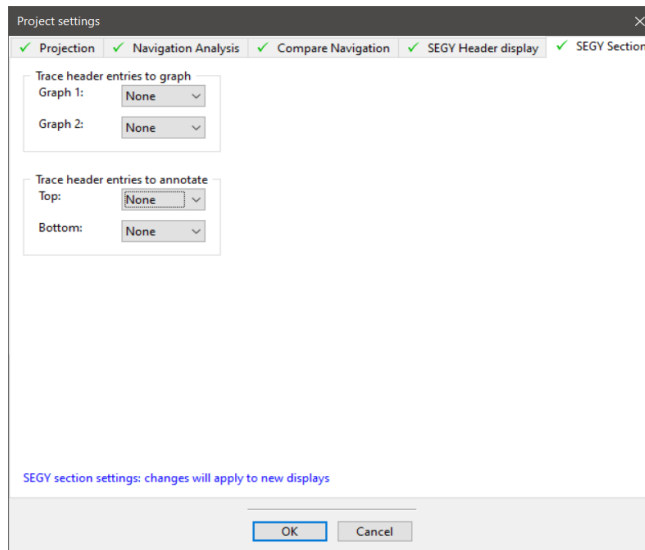 Project settings
Projection Navigation Analysis Compare Navigation SEGY Header display SEGY Section
Trace header entries to graph
Graph 1: None
Graph 2: None
Trace header entries to annotate
Top: None
Bottom: None
SEGY section settings: changes will apply to new displays
OK Cancel